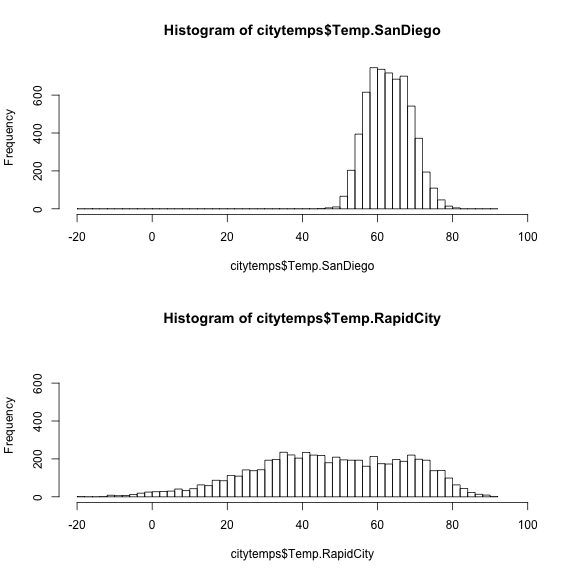 Histogram of citytemps$Temp.SanDiego
Frequency
600
400
200
0
-20 0 20 40 60 80 100
citytemps$Temp.SanDiego
Histogram of citytemps$Temp.RapidCity
Frequency
600
400
200
0
-20 0 20 40 60 80 100
citytemps$Temp.RapidCity